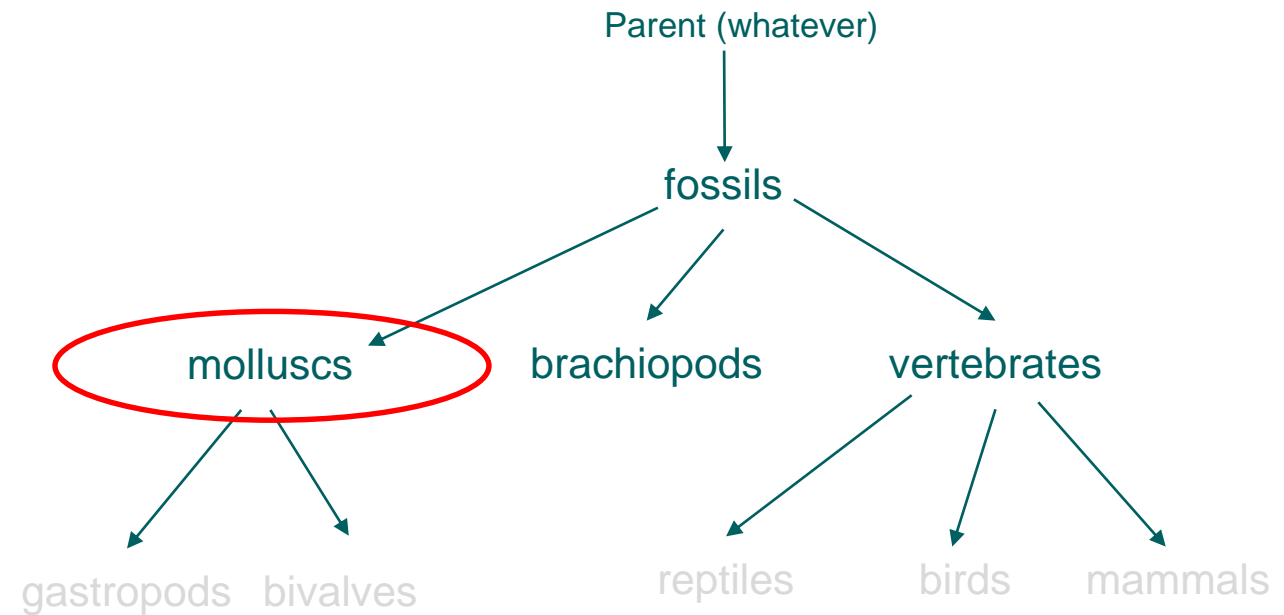 Parent (whatever)
fossils
molluscs brachiopods vertebrates
gastropods bivalves reptiles birds mammals